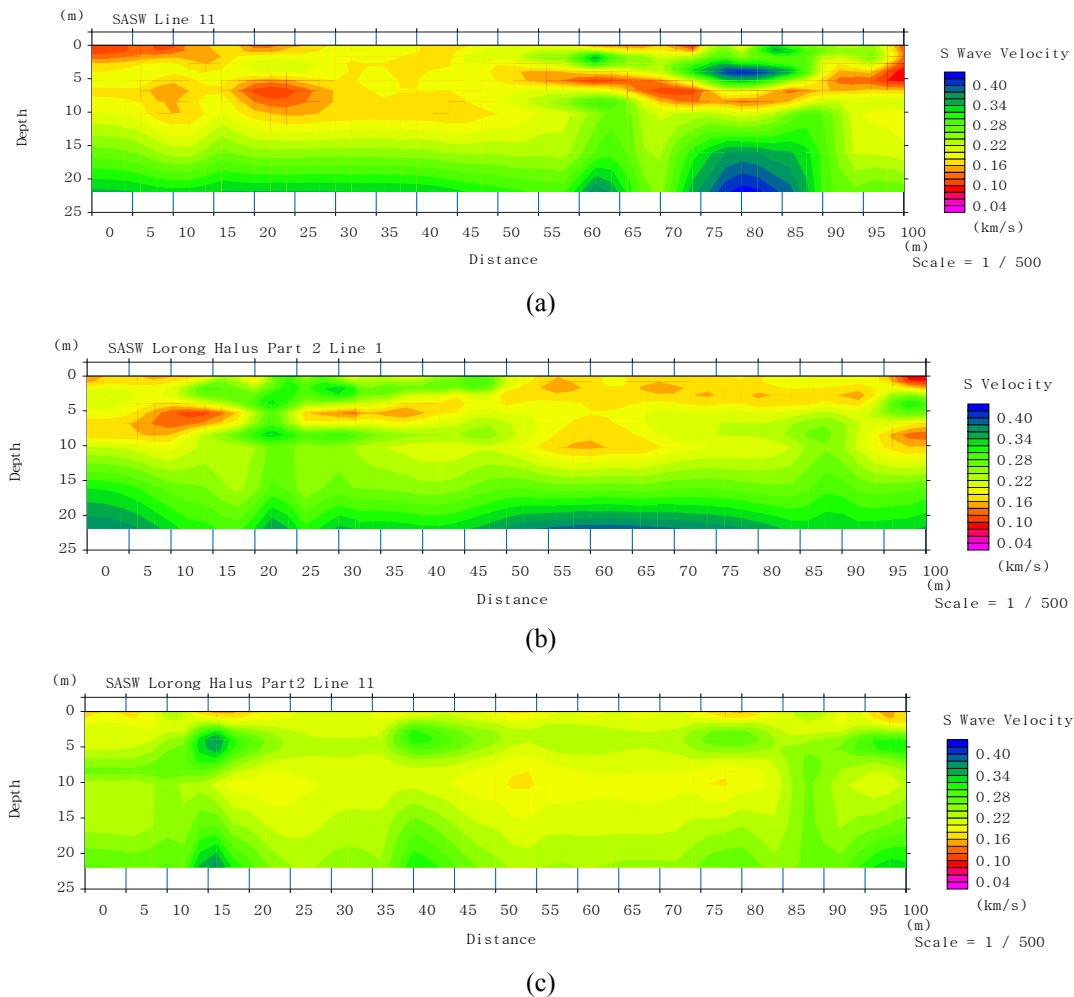 (m) SASW Line 11
0
5
10
15
20
25
Depth
0 5 10 15 20 30 35 40 45 60 65 70 75 80 85 90 95 100
(m)
Distance
S Wave Velocity
0.40
0.34
0.28
0.22
0.16
0.10
0.04
(km/s)
Scale = 1 / 500
(a)
(m) SASW Lorong Halus Part 2 Line 1
0
5
10
15
20
25
Depth
0 5 10 15 20 30 35 40 45 50 55 60 65 70 75 80 85 90 95 100
(m)
Distance
S Velocity
0.40
0.34
0.28
0.22
0.16
0.10
0.04
(km/s)
Scale = 1 / 500
(b)
(m) SASW Lorong Halus Part2 Line 11
0
5
10
15
20
25
Depth
0 5 10 15 20 30 35 40 45 50 55 60 65 70 75 80 85 90 95 100
(m)
Distance
S Wave Velocity
0.40
0.34
0.28
0.22
0.16
0.10
0.04
(km/s)
Scale = 1 / 500
(c)